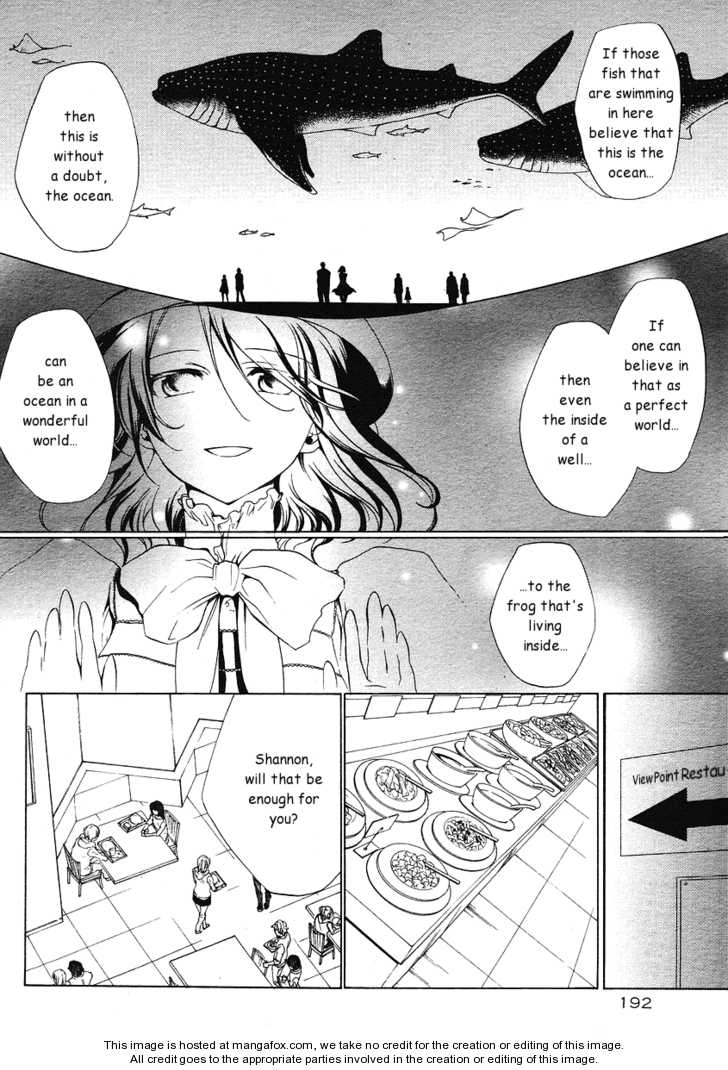 If those
fish that
are swimming
in here
believe that
this is the
ocean...
then
this is
without
a doubt,
the ocean.
If
one can
believe in
that as
a perfect
world...
then
even
the inside
of a
well...
can
be an
ocean in a
wonderful
world...
...to the
frog that's
living
inside...
ViewPoint Restau
Shannon,
will that be
enough for
you?
192
This image is hosted at mangafox.com, we take no credit for the creation or editing of this image.
All credit goes to the appropriate parties involved in the creation or editing of this image.